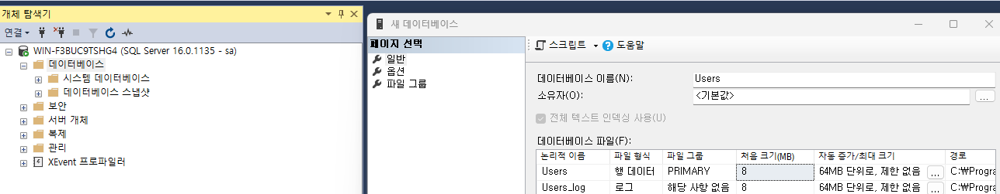 개체 탐색기
연결
WIN-F3BUC9TSHG4 (SQL Server 16.0.1135 - sa)
데이터베이스
시스템 데이터베이스
데이터베이스 스냅샷
보안
서버 개체
복제
관리
XEvent 프로파일러
새 데이터베이스
페이지 선택
일반
옵션
파일 그룹
스크립트 도움말
데이터베이스 이름(N): Users
소유자(O): <기본값> ...
전체 텍스트 인덱싱 사용(U)
데이터베이스 파일(F):
논리적 이름 파일 형식 파일 그룹 처음 크기(MB) 자동 증가/최대 크기 경로
Users 행 데이터 PRIMARY 8 64MB 단위로, 제한 없음 ... C:₩Progra
Users_log 로그 해당 사항 없음 8 64MB 단위로, 제한 없음 ... C:₩Progra